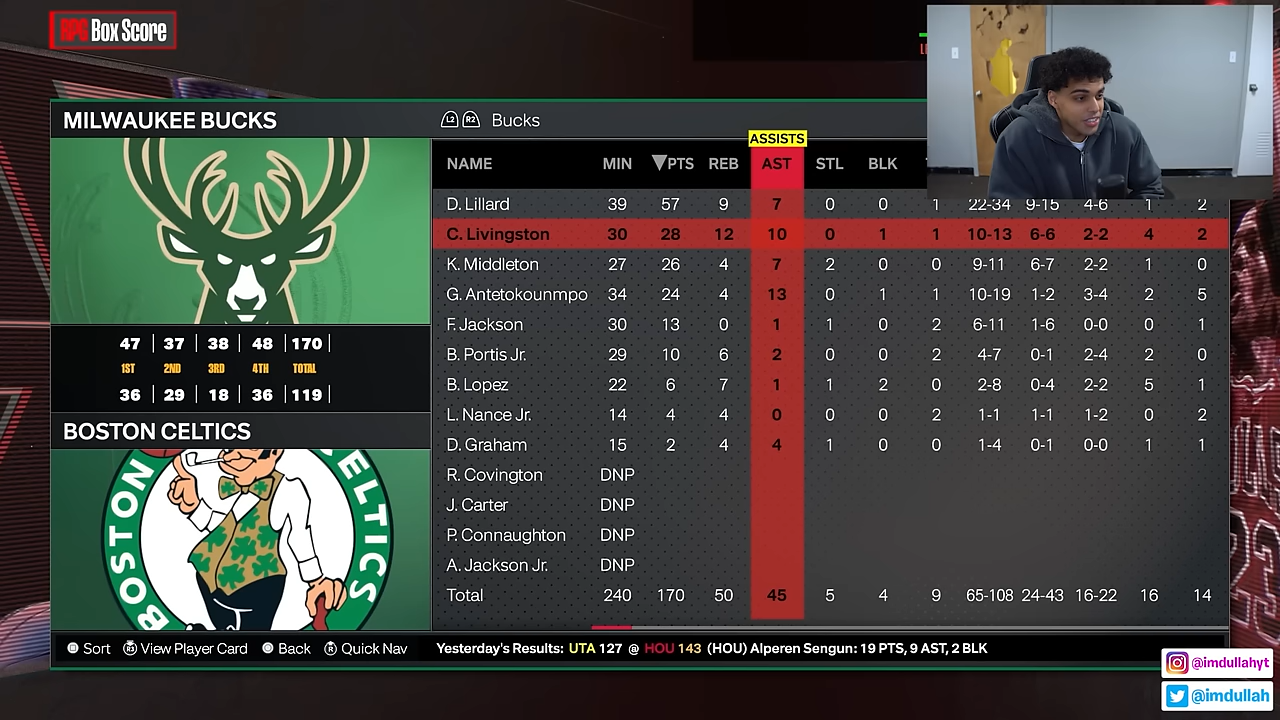 RPG Box Score
MILWAUKEE BUCKS
L2 R2 Bucks
ASSISTS
NAME MIN ▼PTS REB AST STL BLK
D. Lillard 39 57 9 7 0 0 1 22-34 9-15 4-6 1 2
C. Livingston 30 28 12 10 0 1 1 10-13 6-6 2-2 4 2
K. Middleton 27 26 4 7 2 0 0 9-11 6-7 2-2 1 0
G. Antetokounmpo 34 24 4 13 0 1 1 10-19 1-2 3-4 2 5
F. Jackson 30 13 0 1 1 0 2 6-11 1-6 0-0 0 1
B. Portis Jr. 29 10 6 2 0 0 2 4-7 0-1 2-4 2 0
B. Lopez 22 6 7 1 1 2 0 2-8 0-4 2-2 5 1
L. Nance Jr. 14 4 4 0 0 0 2 1-1 1-1 1-2 0 2
D. Graham 15 2 4 4 1 0 0 1-4 0-1 0-0 1 1
R. Covington DNP
J. Carter DNP
P. Connaughton DNP
A. Jackson Jr. DNP
Total 240 170 50 45 5 4 9 65-108 24-43 16-22 16 14
47 37 38 48 170
1ST 2ND 3RD 4TH TOTAL
36 29 18 36 119
BOSTON CELTICS
BOSTON CELTICS
Sort View Player Card Back R Quick Nav
Yesterday's Results: UTA 127 @ HOU 143 (HOU) Alperen Sengun: 19 PTS, 9 AST, 2 BLK
@imdullahyt
@imdullah